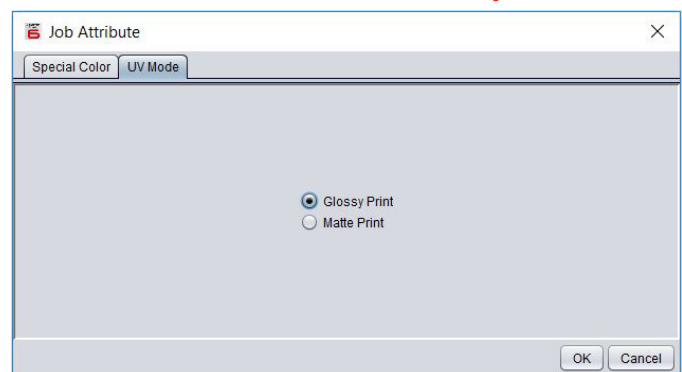 Job Attribute
Special Color UV Mode
Glossy Print
Matte Print
OK Cancel